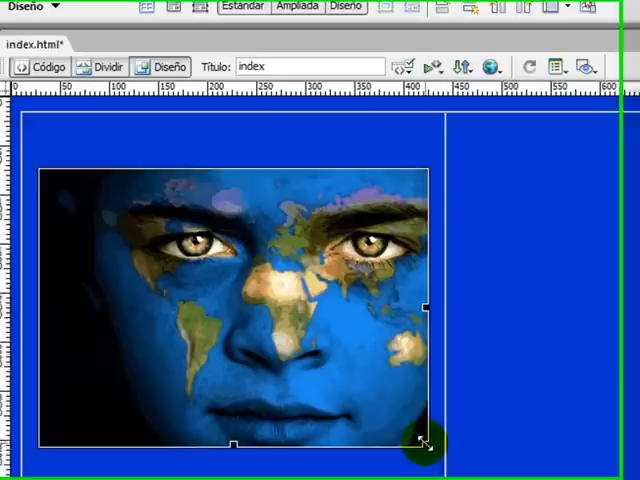 Diseño
Estándar Ampliada Diseño
index.html*
Código Dividir Diseño Título: index
0 50 100 150 200 250 300 350 400 450 500 550 600